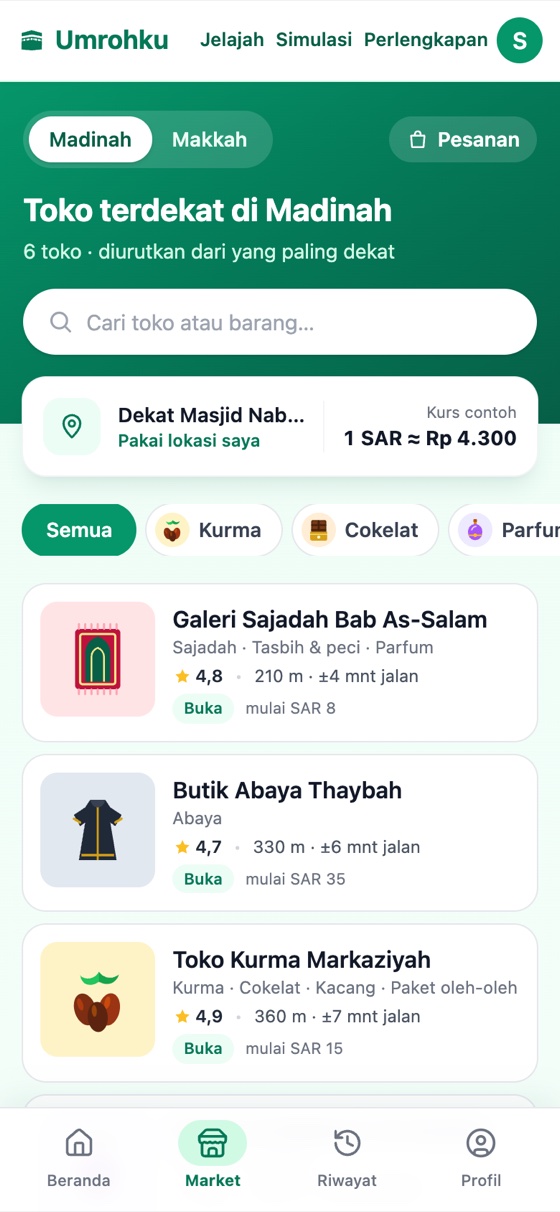 Umrohku
Jelajah Simulasi Perlengkapan S
Madinah Makkah Pesanan
Toko terdekat di Madinah
6 toko · diurutkan dari yang paling dekat
Cari toko atau barang...
Dekat Masjid Nab...
Pakai lokasi saya
Kurs contoh
1 SAR ≈ Rp 4.300
Semua Kurma Cokelat Parfum
Galeri Sajadah Bab As-Salam
Sajadah · Tasbih & peci · Parfum
4,8 • 210 m · ±4 mnt jalan
Buka mulai SAR 8
Butik Abaya Thaybah
Abaya
4,7 • 330 m · ±6 mnt jalan
Buka mulai SAR 35
Toko Kurma Markaziyah
Kurma · Cokelat · Kacang · Paket oleh-oleh
4,9 • 360 m · ±7 mnt jalan
Buka mulai SAR 15
Beranda Market Riwayat Profil